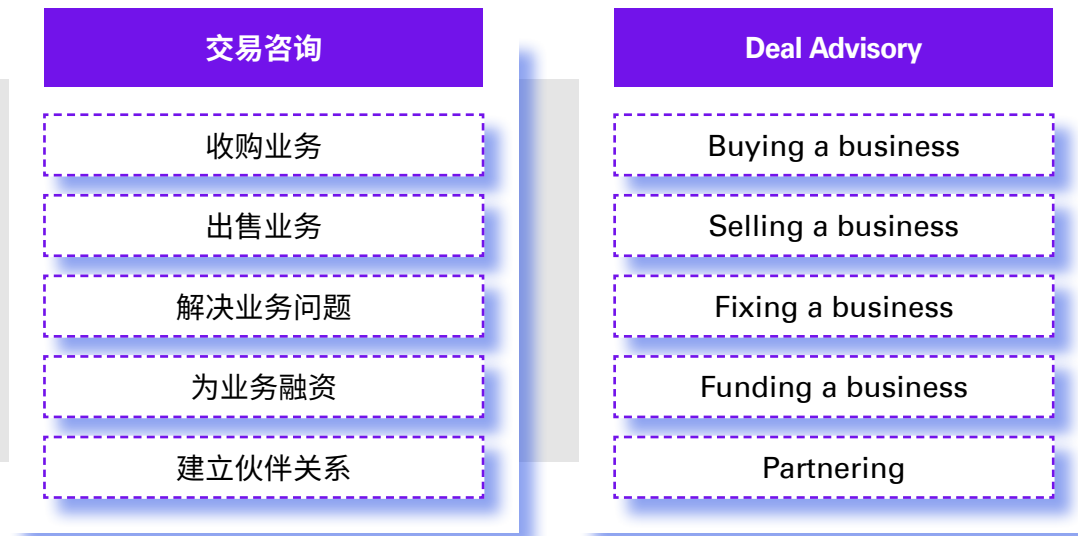 交易咨询
收购业务
出售业务
解决业务问题
为业务融资
建立伙伴关系
Deal Advisory
Buying a business
Selling a business
Fixing a business
Funding a business
Partnering